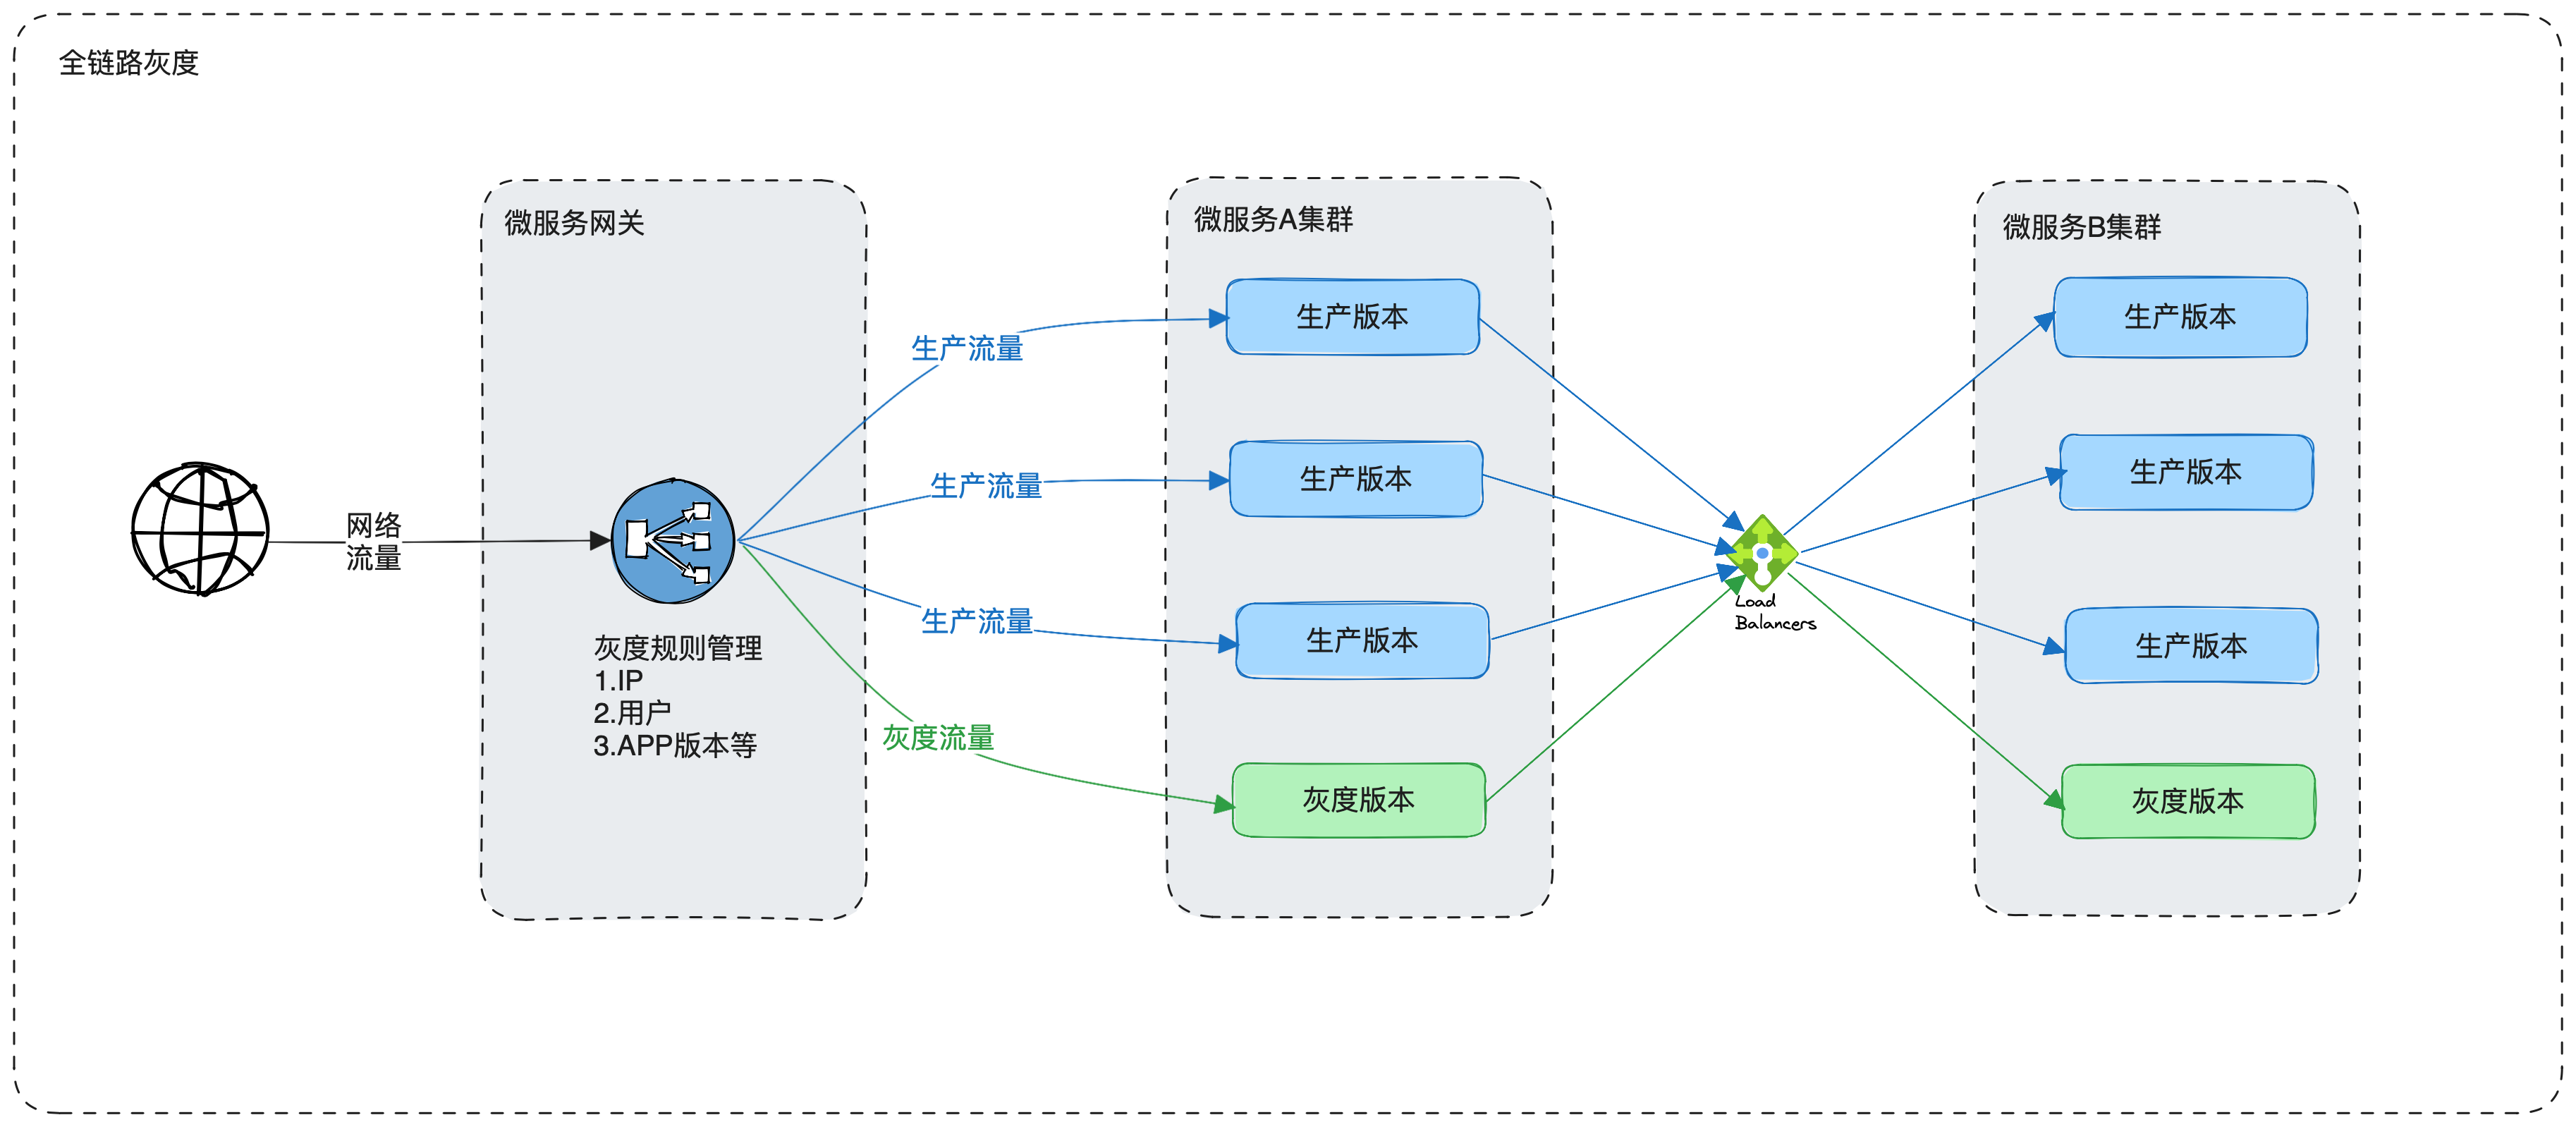 全链路灰度
网络
流量
微服务网关
灰度规则管理
1.IP
2.用户
3.APP版本等
生产流量
生产流量
生产流量
灰度流量
微服务A集群
生产版本
生产版本
生产版本
灰度版本
Load
Balancers
微服务B集群
生产版本
生产版本
生产版本
灰度版本